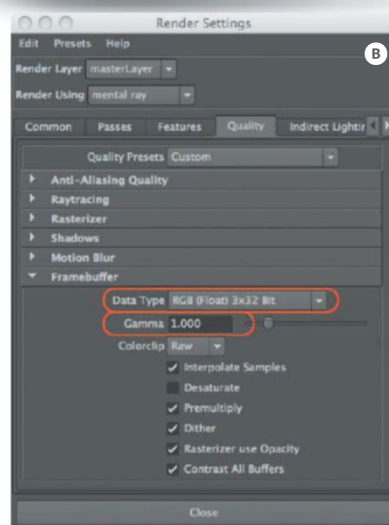 Render Settings
B
Edit Presets Help
Render Layer masterLayer
Render Using mental ray
Common Passes Features Quality Indirect Lightir
Quality Presets Custom
Anti-Aliasing Quality
Raytracing
Rasterizer
Shadows
Motion Blur
Framebuffer
Data Type RGB (Float) 3x32 Bit
Gamma 1.000
Colorclip Raw
Interpolate Samples
Desaturate
Premultiply
Dither
Rasterizer use Opacity
Contrast All Buffers
Close